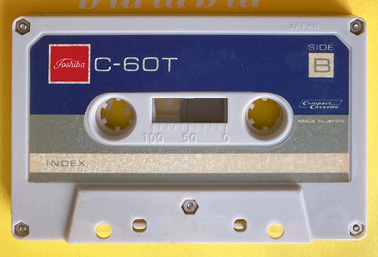 JAPAN
SIDE
Toshiba C-60T B
Compact
Cassette
MADE IN JAPAN
100 50 0
INDEX